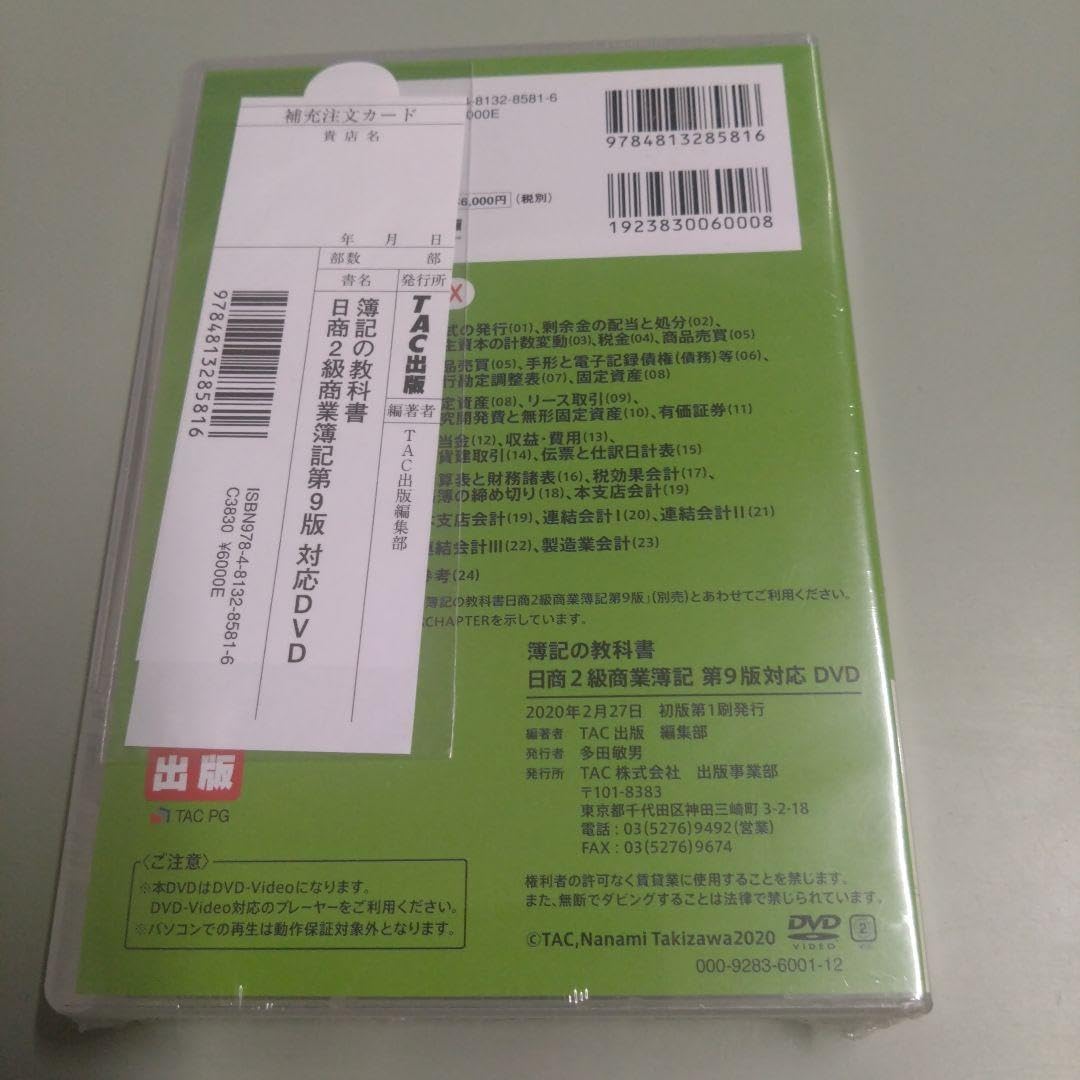 補充注文カード
貴店名
年 月 日
部数 部
書名 発行所
TAC出版
編著者
TAC出版編集部
簿記の教科書
日商2級商業簿記第9版 対応DVD
ISBN978-4-8132-8581-6
C3830 ¥6000E
9784813285816
4-8132-8581-6
000E
9784813285816
6,000円 (税別)
1923830060008
X
式の発行(01)、剰余金の配当と処分(02)、
主資本の計数変動(03)、税金(04)、商品売買(05)
品売買(05)、手形と電子記録債権(債務)等(06)、
行勘定調整表(07)、固定資産(08)
定資産(08)、リース取引(09)、
究開発費と無形固定資産(10)、有価証券(11)
当金(12)、収益・費用(13)、
貨建取引(14)、伝票と仕訳日計表(15)
算表と財務諸表(16)、税効果会計(17)、
簿の締め切り(18)、本支店会計(19)
本支店会計(19)、連結会計I(20)、連結会計II(21)
連結会計III(22)、製造業会計(23)
参考(24)
簿記の教科書日商2級商業簿記第9版」(別売)とあわせてご利用ください。
CHAPTERを示しています。
簿記の教科書
日商2級商業簿記 第9版対応 DVD
2020年2月27日 初版第1刷発行
編著者 TAC出版 編集部
発行者 多田敏男
発行所 TAC株式会社 出版事業部
〒101-8383
東京都千代田区神田三崎町3-2-18
電話:03(5276)9492(営業)
FAX:03(5276)9674
権利者の許可なく賃貸業に使用することを禁じます。
また、無断でダビングすることは法律で禁じられています。
©TAC,Nanami Takizawa2020
DVD
VIDEO
2
000-9283-6001-12
出版
TAC PG
〈ご注意〉
※本DVDはDVD-Videoになります。
DVD-Video対応のプレーヤーをご利用ください。
※パソコンでの再生は動作保証対象外となります。